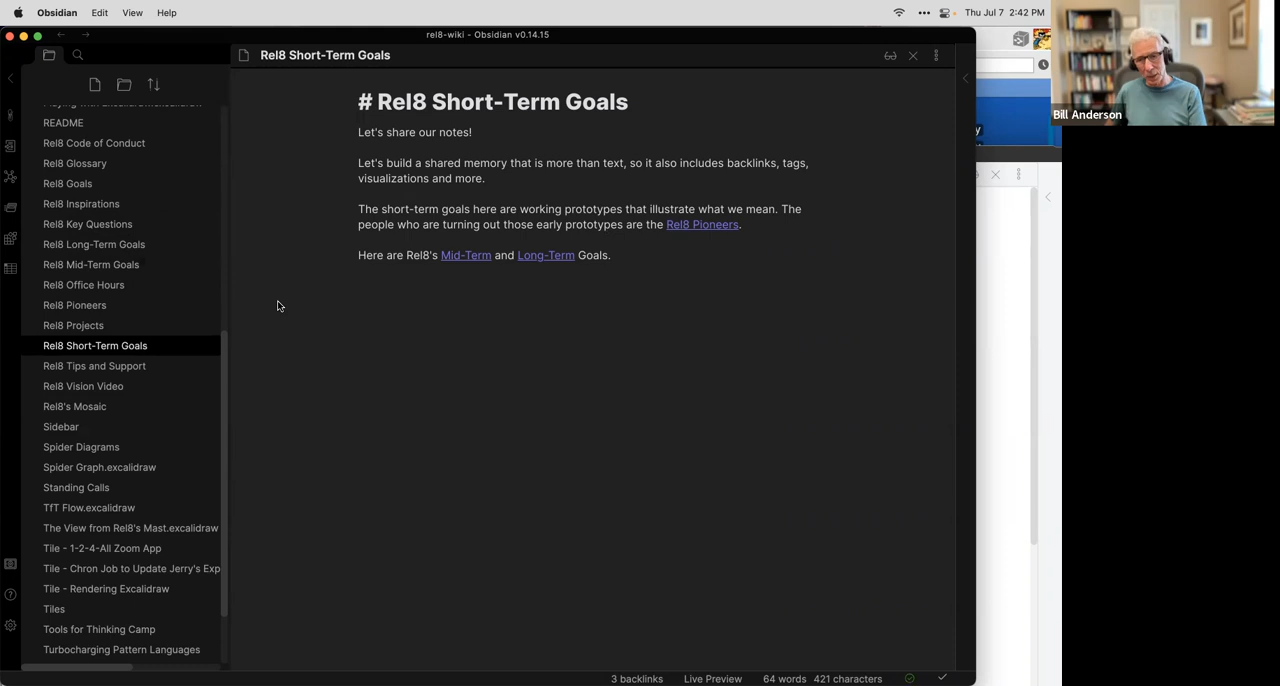 Obsidian Edit View Help
Thu Jul 7 2:42 PM
rel8-wiki - Obsidian v0.14.15
Rel8 Short-Term Goals
Bill Anderson
README
Rel8 Code of Conduct
Rel8 Glossary
Rel8 Goals
Rel8 Inspirations
Rel8 Key Questions
Rel8 Long-Term Goals
Rel8 Mid-Term Goals
Rel8 Office Hours
Rel8 Pioneers
Rel8 Projects
Rel8 Short-Term Goals
Rel8 Tips and Support
Rel8 Vision Video
Rel8's Mosaic
Sidebar
Spider Diagrams
Spider Graph.excalidraw
Standing Calls
TfT Flow.excalidraw
The View from Rel8's Mast.excalidraw
Tile - 1-2-4-All Zoom App
Tile - Chron Job to Update Jerry's Exp
Tile - Rendering Excalidraw
Tiles
Tools for Thinking Camp
Turbocharging Pattern Languages
# Rel8 Short-Term Goals
Let's share our notes!
Let's build a shared memory that is more than text, so it also includes backlinks, tags,
visualizations and more.
The short-term goals here are working prototypes that illustrate what we mean. The
people who are turning out those early prototypes are the Rel8 Pioneers.
Here are Rel8's Mid-Term and Long-Term Goals.
y
3 backlinks Live Preview 64 words 421 characters